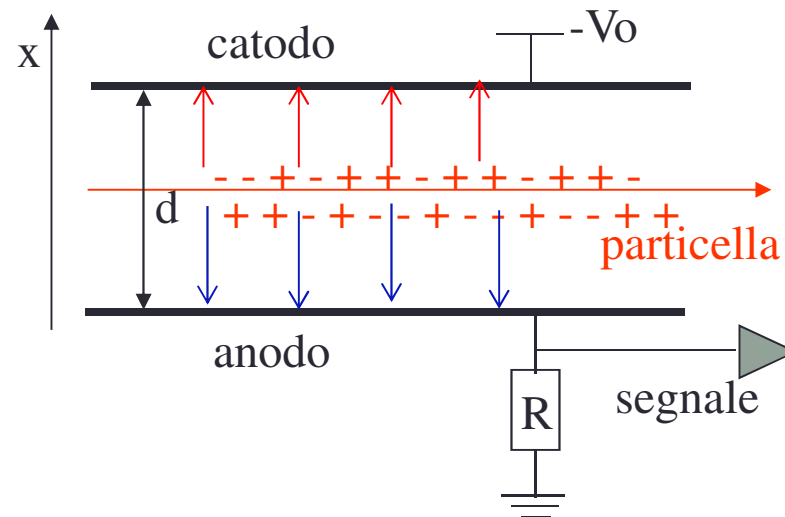 -Vo
catodo
x
- - + - + + - + + - - + + -
d
+ + - + - - + - - + - - + +
particella
anodo
segnale
R